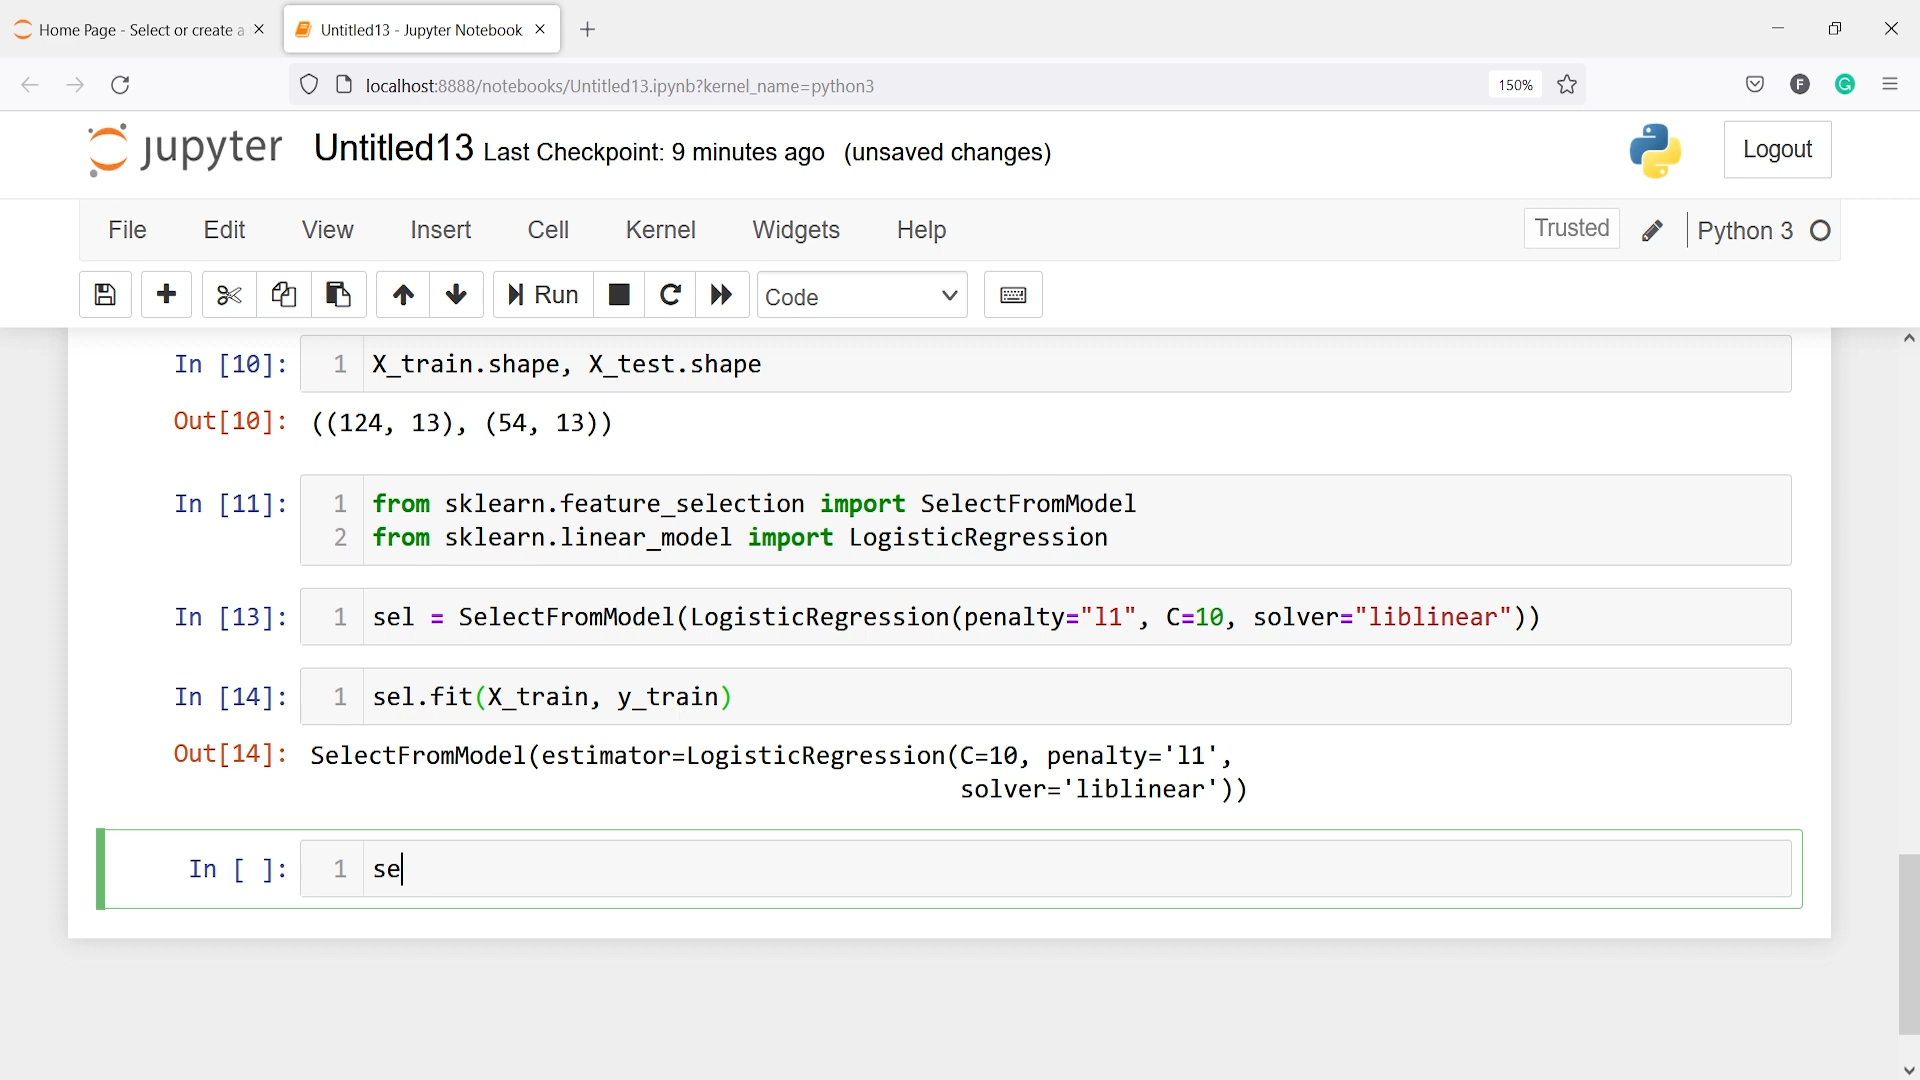 Home Page - Select or create a
Untitled13 - Jupyter Notebook
localhost:8888/notebooks/Untitled13.ipynb?kernel_name=python3
150%
F
G
jupyter Untitled13 Last Checkpoint: 9 minutes ago (unsaved changes)
Logout
File Edit View Insert Cell Kernel Widgets Help
Trusted
Python 3
Run
Code
In [10]: 1 X_train.shape, X_test.shape
Out[10]: ((124, 13), (54, 13))
In [11]: 1 from sklearn.feature_selection import SelectFromModel
2 from sklearn.linear_model import LogisticRegression
In [13]: 1 sel = SelectFromModel(LogisticRegression(penalty="l1", C=10, solver="liblinear"))
In [14]: 1 sel.fit(X_train, y_train)
Out[14]: SelectFromModel(estimator=LogisticRegression(C=10, penalty='l1',
solver='liblinear'))
In [ ]: 1 se